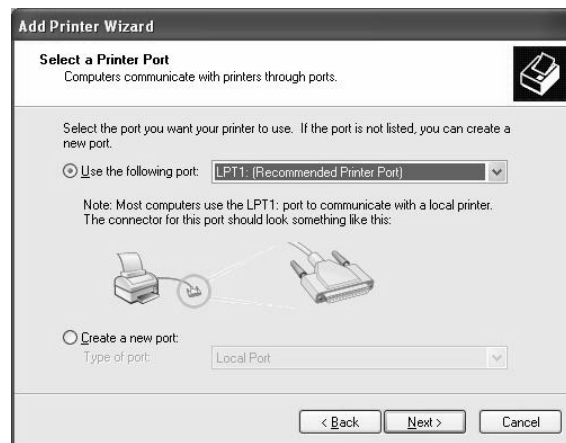 Add Printer Wizard
Select a Printer Port
Computers communicate with printers through ports.
Select the port you want your printer to use. If the port is not listed, you can create a
new port.
Use the following port: LPT1: (Recommended Printer Port)
Note: Most computers use the LPT1: port to communicate with a local printer.
The connector for this port should look something like this:
Create a new port:
Type of port: Local Port
< Back Next > Cancel